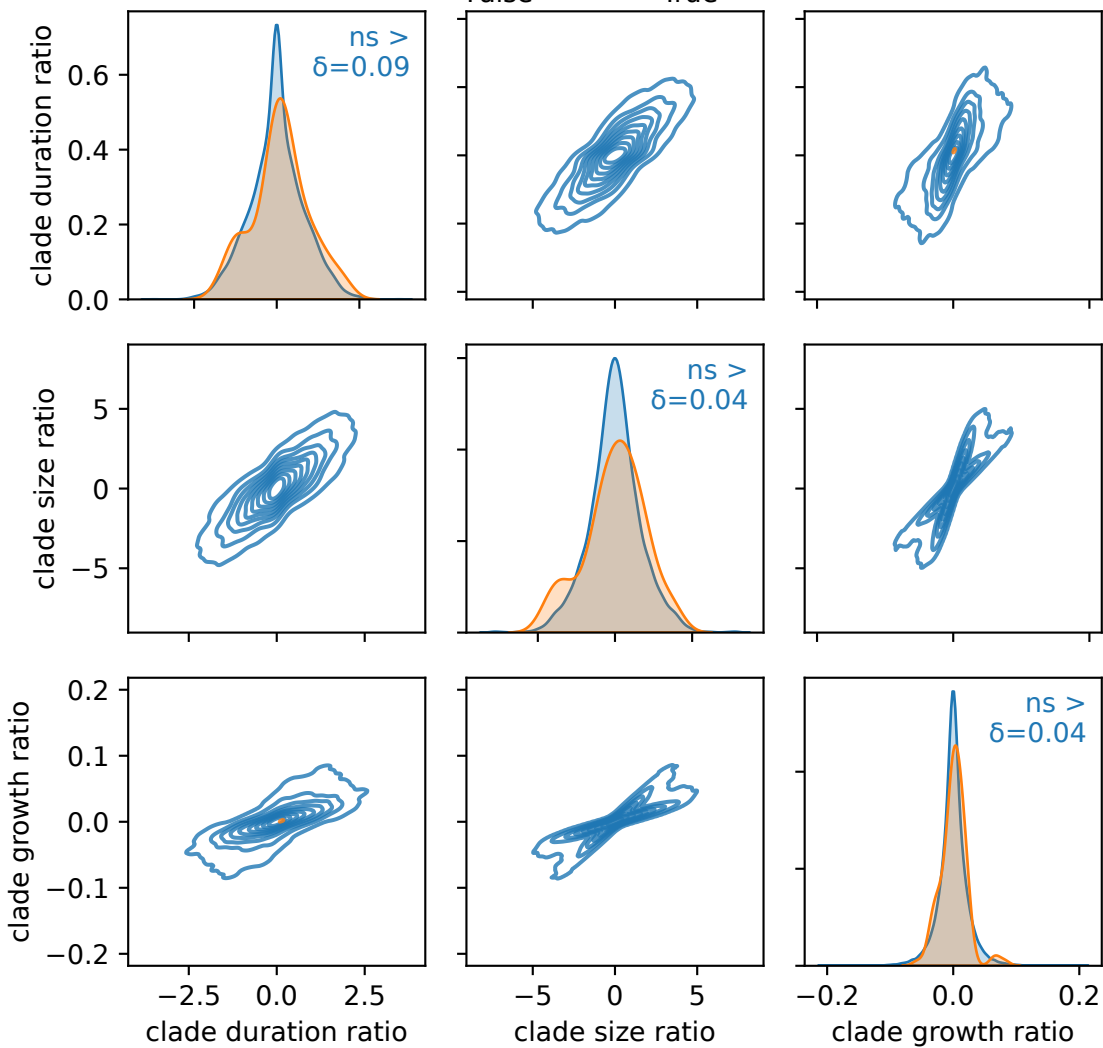 ns >
δ=0.09
clade duration ratio
0.6
0.4
0.2
0.0
ns >
δ=0.04
clade size ratio
5
0
−5
ns >
δ=0.04
clade growth ratio
0.2
0.1
0.0
−0.1
−0.2
−2.5 0.0 2.5
−5 0 5
−0.2 0.0 0.2
clade duration ratio
clade size ratio
clade growth ratio